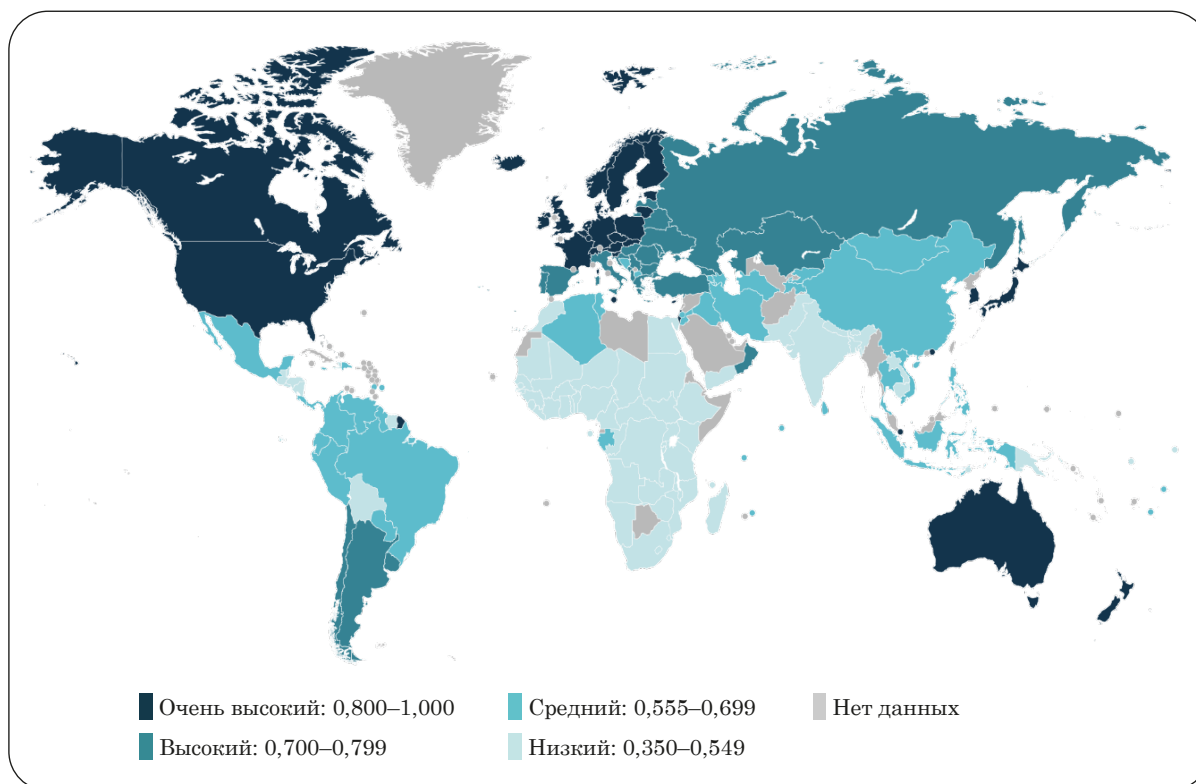 Очень высокий: 0,800–1,000
Средний: 0,555–0,699
Нет данных
Высокий: 0,700–0,799
Низкий: 0,350–0,549